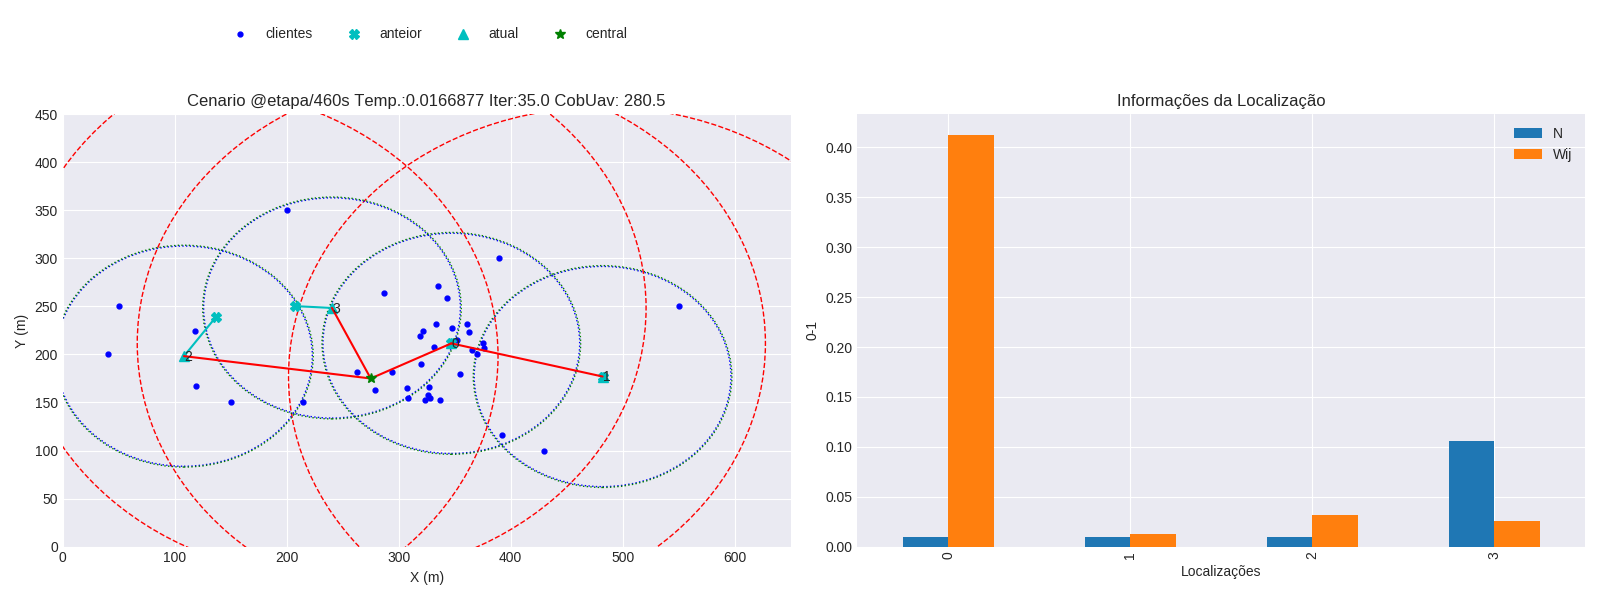 clientes anteior atual central
Cenario @etapa/460s Temp.:0.0166877 Iter:35.0 CobUav: 280.5
450
400
350
300
250
200
150
100
50
0
Y (m)
3
2
0
1
0 100 200 300 400 500 600
X (m)
Informações da Localização
N
Wij
0.40
0.35
0.30
0.25
0.20
0.15
0.10
0.05
0.00
0-1
0 1 2 3
Localizações